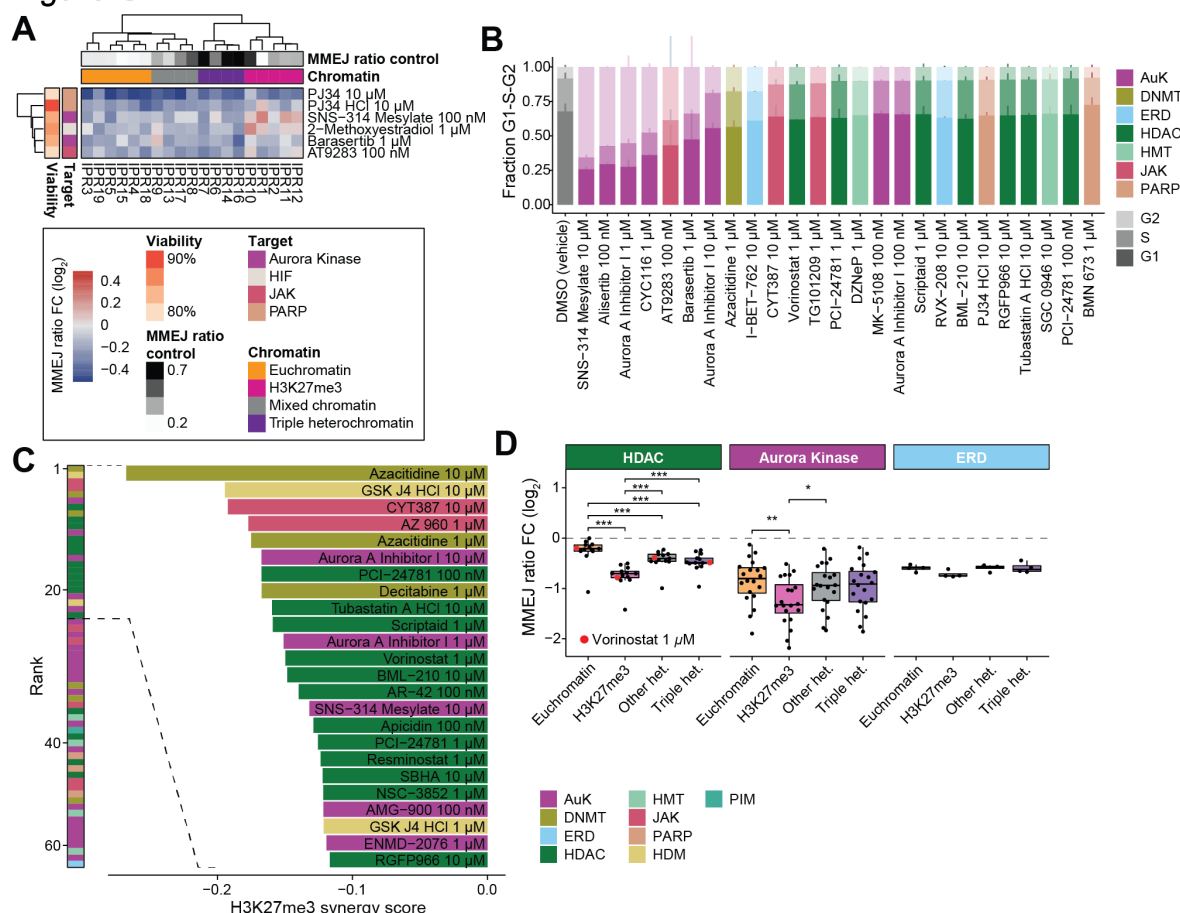 A
MMEJ ratio control
Chromatin
PJ34 10 µM
PJ34 HCl 10 µM
SNS−314 Mesylate 100 nM
2−Methoxyestradiol 1 µM
Barasertib 1 µM
AT9283 100 nM
Viability
Target
IPR3
IPR19
IPR5
IPR15
IPR4
IPR18
IPR9
IPR13
IPR17
IPR8
IPR7
IPR6
IPR14
IPR16
IPR10
IPR1
IPR2
IPR11
IPR12
MMEJ ratio FC (log2)
0.4
0.2
0
−0.2
−0.4
Viability
90%
80%
MMEJ ratio
control
0.7
0.2
Target
Aurora Kinase
HIF
JAK
PARP
Chromatin
Euchromatin
H3K27me3
Mixed chromatin
Triple heterochromatin
B
Fraction G1-S-G2
1.00
0.75
0.50
0.25
0.00
DMSO (vehicle)
SNS−314 Mesylate 10 µM
Alisertib 100 nM
Aurora A Inhibitor I 1 µM
CYC116 1 µM
AT9283 100 nM
Barasertib 1 µM
Aurora A Inhibitor I 10 µM
Azacitidine 1 µM
I−BET−762 10 µM
CYT387 10 µM
Vorinostat 1 µM
TG101209 1 µM
PCI−24781 1 µM
DZNeP 1 µM
MK−5108 100 nM
Aurora A Inhibitor I 100 nM
Scriptaid 1 µM
RVX−208 10 µM
BML−210 10 µM
PJ34 HCl 10 µM
RGFP966 10 µM
Tubastatin A HCl 10 µM
SGC 0946 10 µM
PCI−24781 100 nM
BMN 673 1 µM
AuK
DNMT
ERD
HDAC
HMT
JAK
PARP
G2
S
G1
C
Rank
1
20
40
60
Azacitidine 10 µM
GSK J4 HCl 10 µM
CYT387 10 µM
AZ 960 1 µM
Azacitidine 1 µM
Aurora A Inhibitor I 10 µM
PCI−24781 100 nM
Decitabine 1 µM
Tubastatin A HCl 10 µM
Scriptaid 1 µM
Aurora A Inhibitor I 1 µM
Vorinostat 1 µM
BML−210 10 µM
AR−42 100 nM
SNS−314 Mesylate 10 µM
Apicidin 100 nM
PCI−24781 1 µM
Resminostat 1 µM
SBHA 10 µM
NSC−3852 1 µM
AMG−900 100 nM
GSK J4 HCl 1 µM
ENMD−2076 1 µM
RGFP966 10 µM
−0.2
−0.1
0.0
H3K27me3 synergy score
D
HDAC
Aurora Kinase
ERD
MMEJ ratio FC (log2)
1
0
−1
−2
***
***
***
***
***
**
*
Vorinostat 1 µM
Euchromatin
H3K27me3
Other het.
Triple het.
Euchromatin
H3K27me3
Other het.
Triple het.
Euchromatin
H3K27me3
Other het.
Triple het.
AuK
DNMT
ERD
HDAC
HMT
JAK
PARP
HDM
PIM